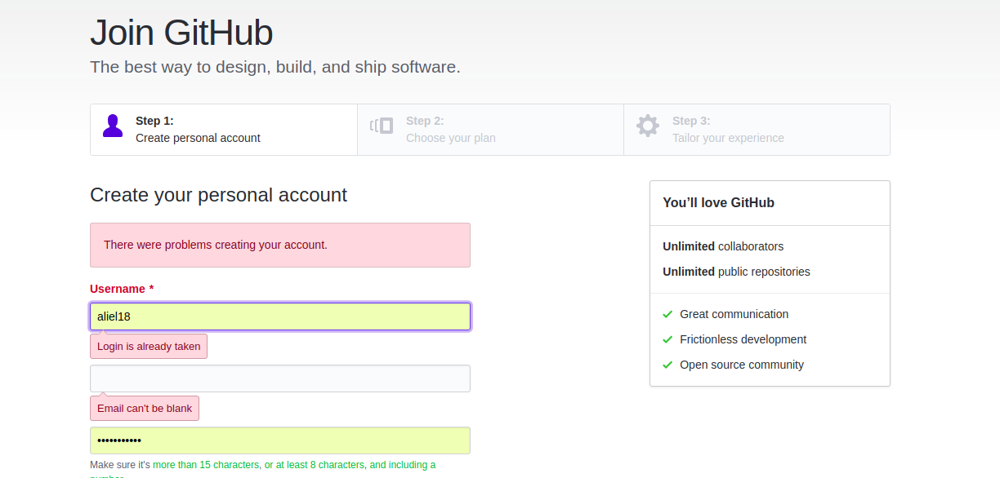 Join GitHub
The best way to design, build, and ship software.
Step 1:
Create personal account
Step 2:
Choose your plan
Step 3:
Tailor your experience
Create your personal account
There were problems creating your account.
Username *
aliel18
Login is already taken
Email can't be blank
•••••••••••
Make sure it's more than 15 characters, or at least 8 characters, and including a
You’ll love GitHub
Unlimited collaborators
Unlimited public repositories
Great communication
Frictionless development
Open source community